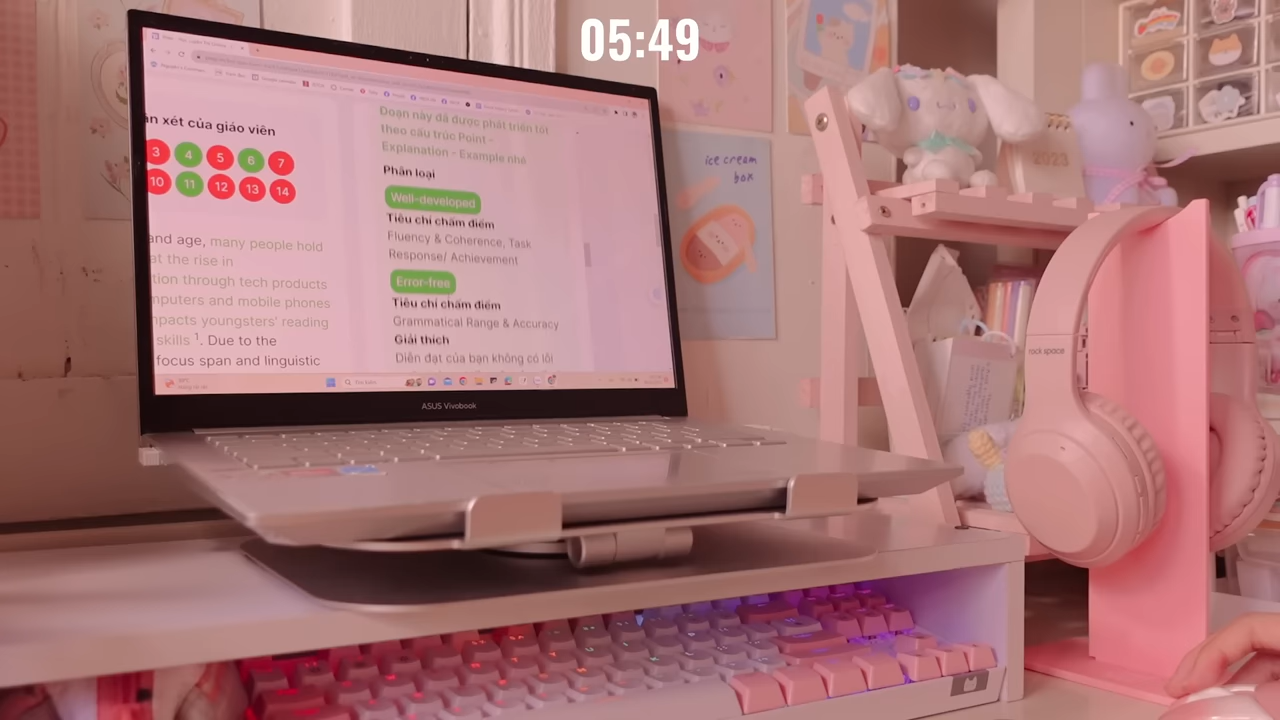 05:49
ận xét của giáo viên
3 4 5 6 7
10 11 12 13 14
and age, many people hold
at the rise in
tion through tech products
mputers and mobile phones
mpacts youngsters' reading
skills 1. Due to the
focus span and linguistic
Đoạn này đã được phát triển tốt
theo cấu trúc Point -
Explanation - Example nhé
Phân loại
Well-developed
Tiêu chí chấm điểm
Fluency & Coherence, Task
Response/ Achievement
Error-free
Tiêu chí chấm điểm
Grammatical Range & Accuracy
Giải thích
Diễn đạt của bạn không có lỗi
ASUS Vivobook
ice cream
box
2023
rock space